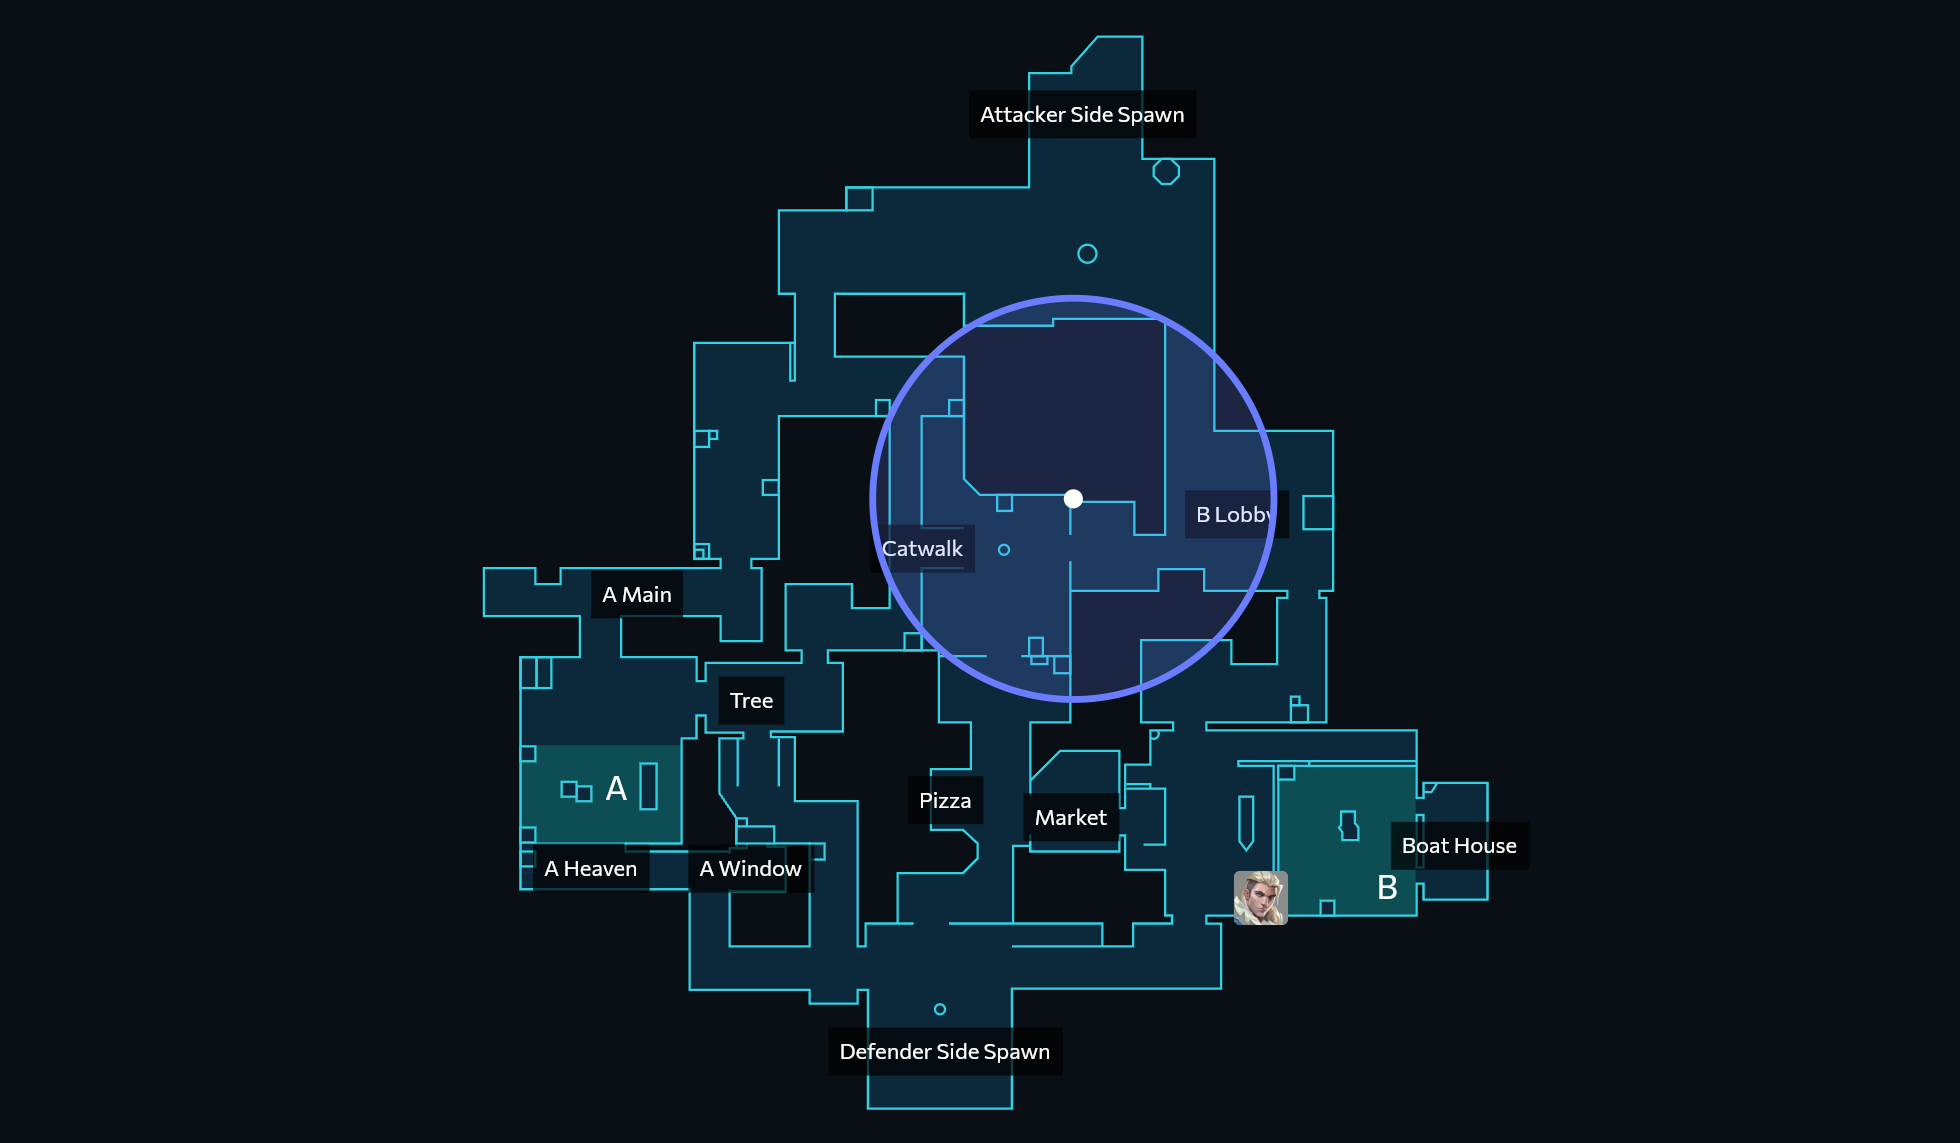 Attacker Side Spawn
B Lobby
Catwalk
A Main
Tree
A
Pizza
Market
Boat House
A Heaven
A Window
B
Defender Side Spawn